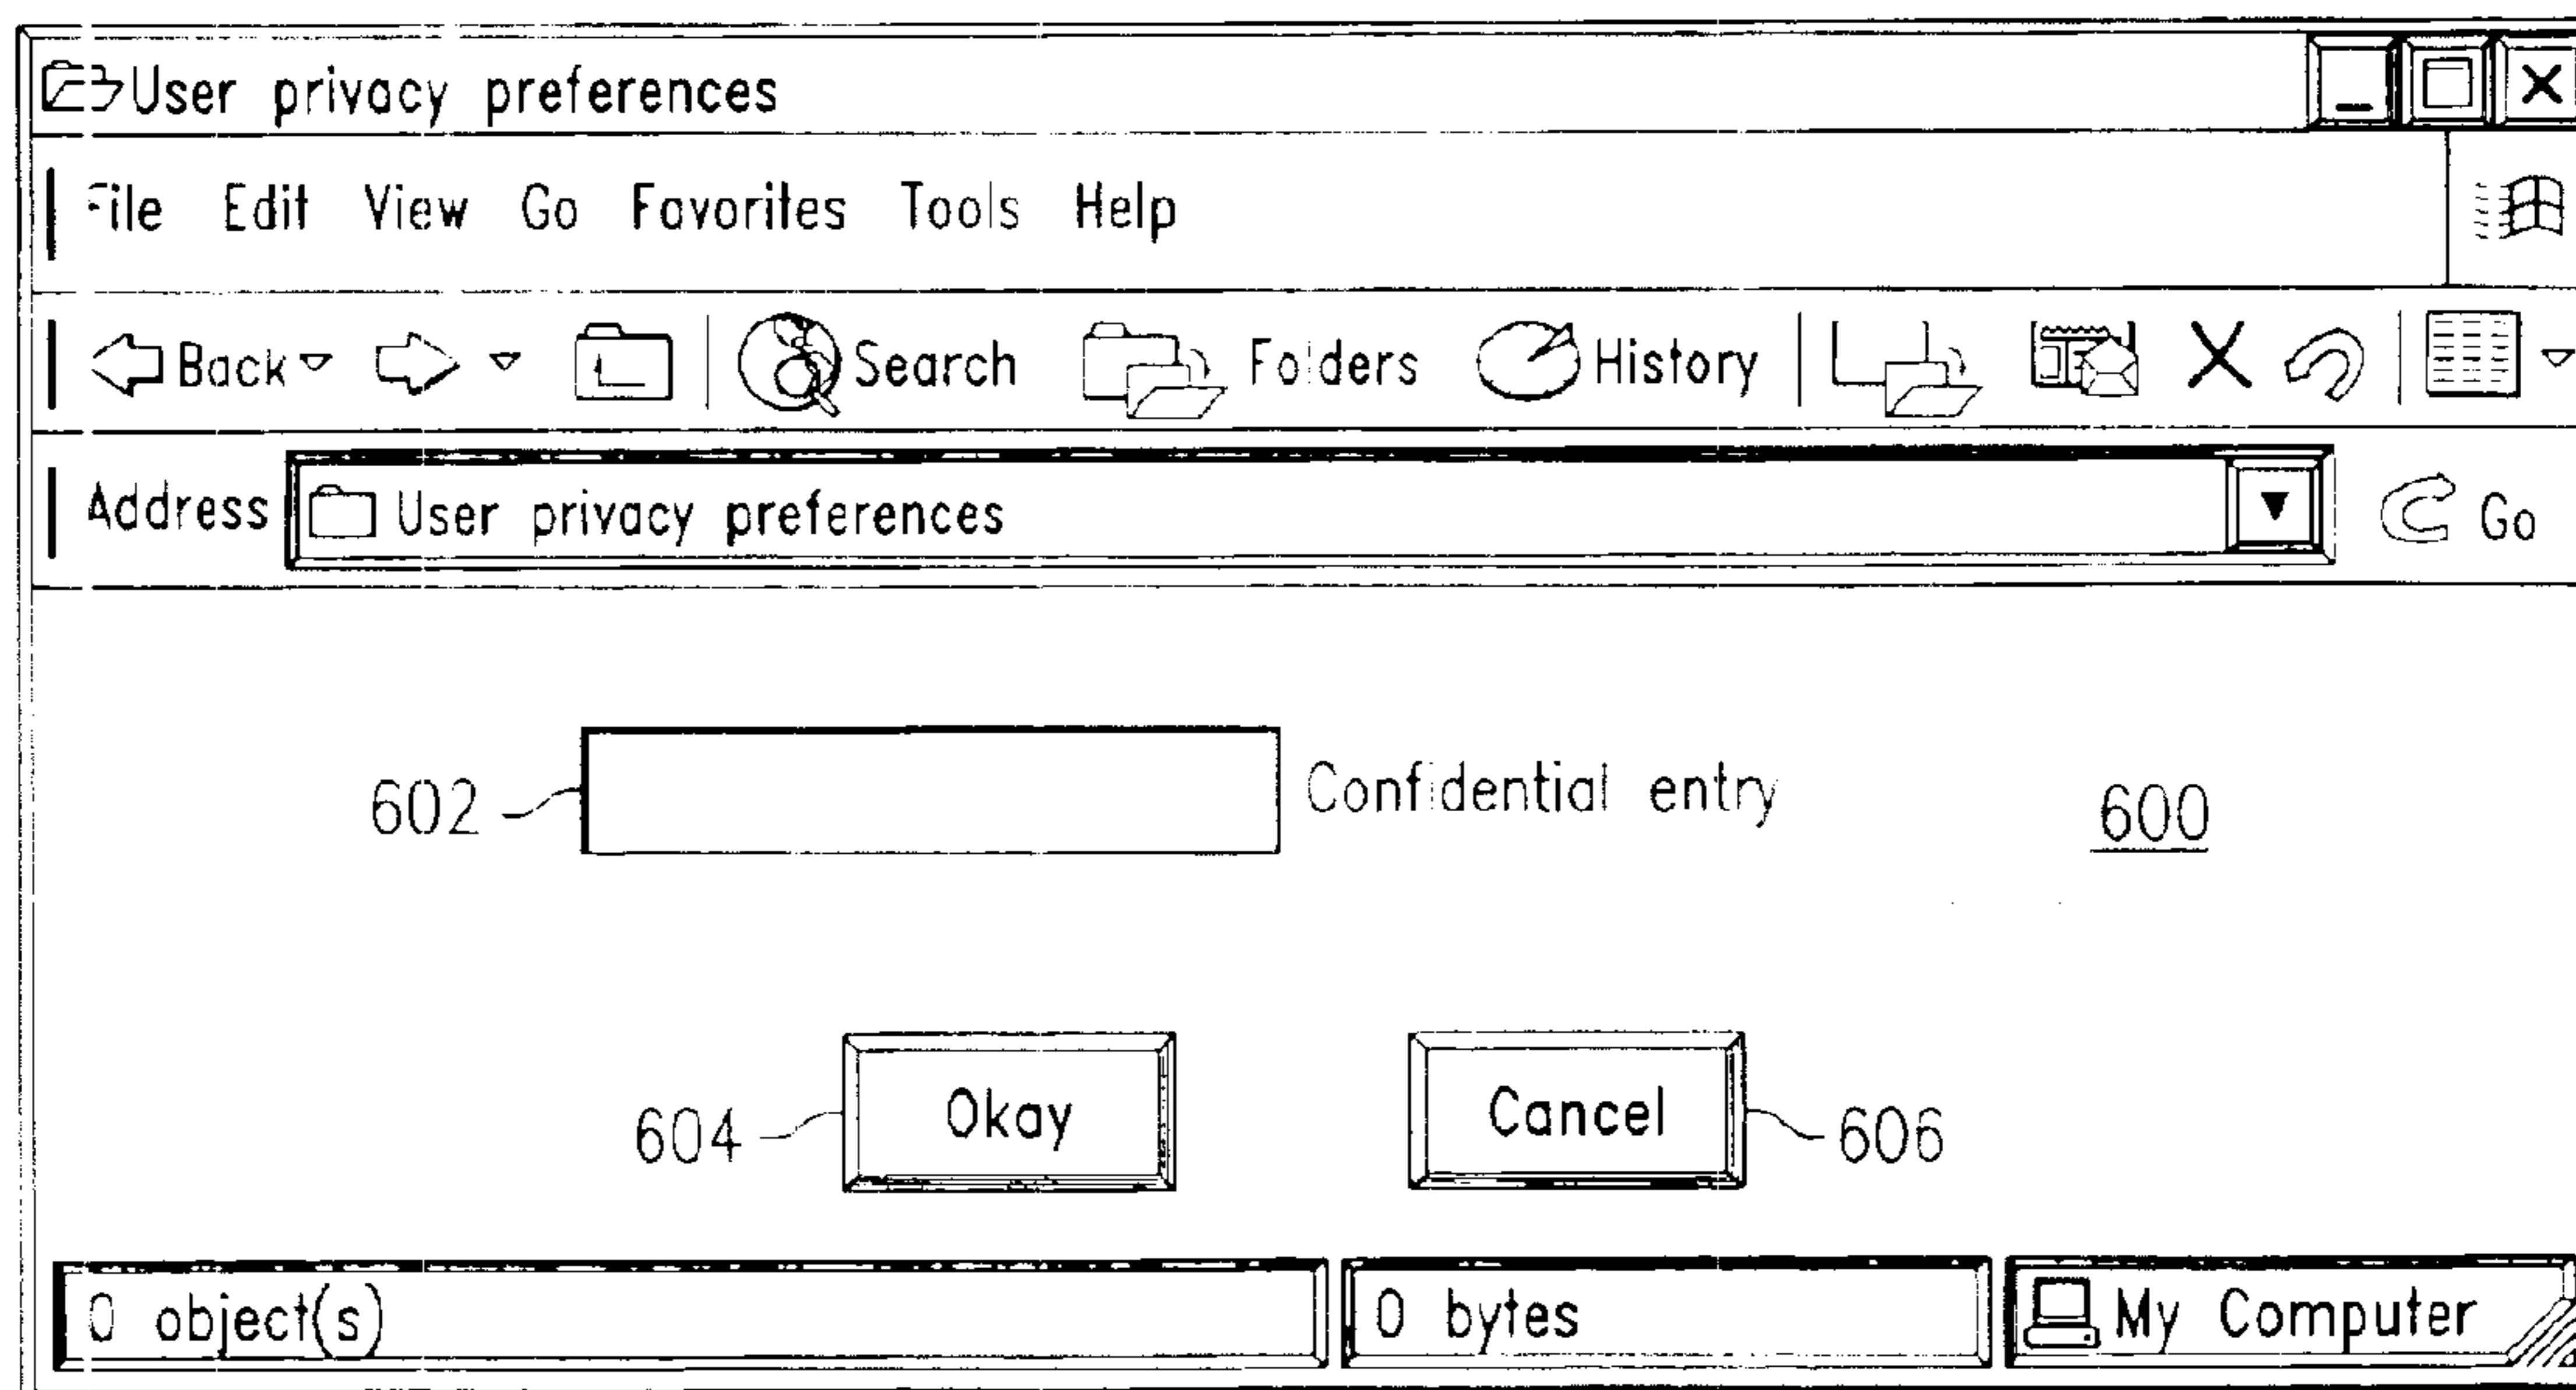 User privacy preferences
File Edit View Go Favorites Tools Help
Back Search Folders History
Address User privacy preferences Go
602 Confidential entry 600
604 Okay Cancel 606
0 object(s) 0 bytes My Computer